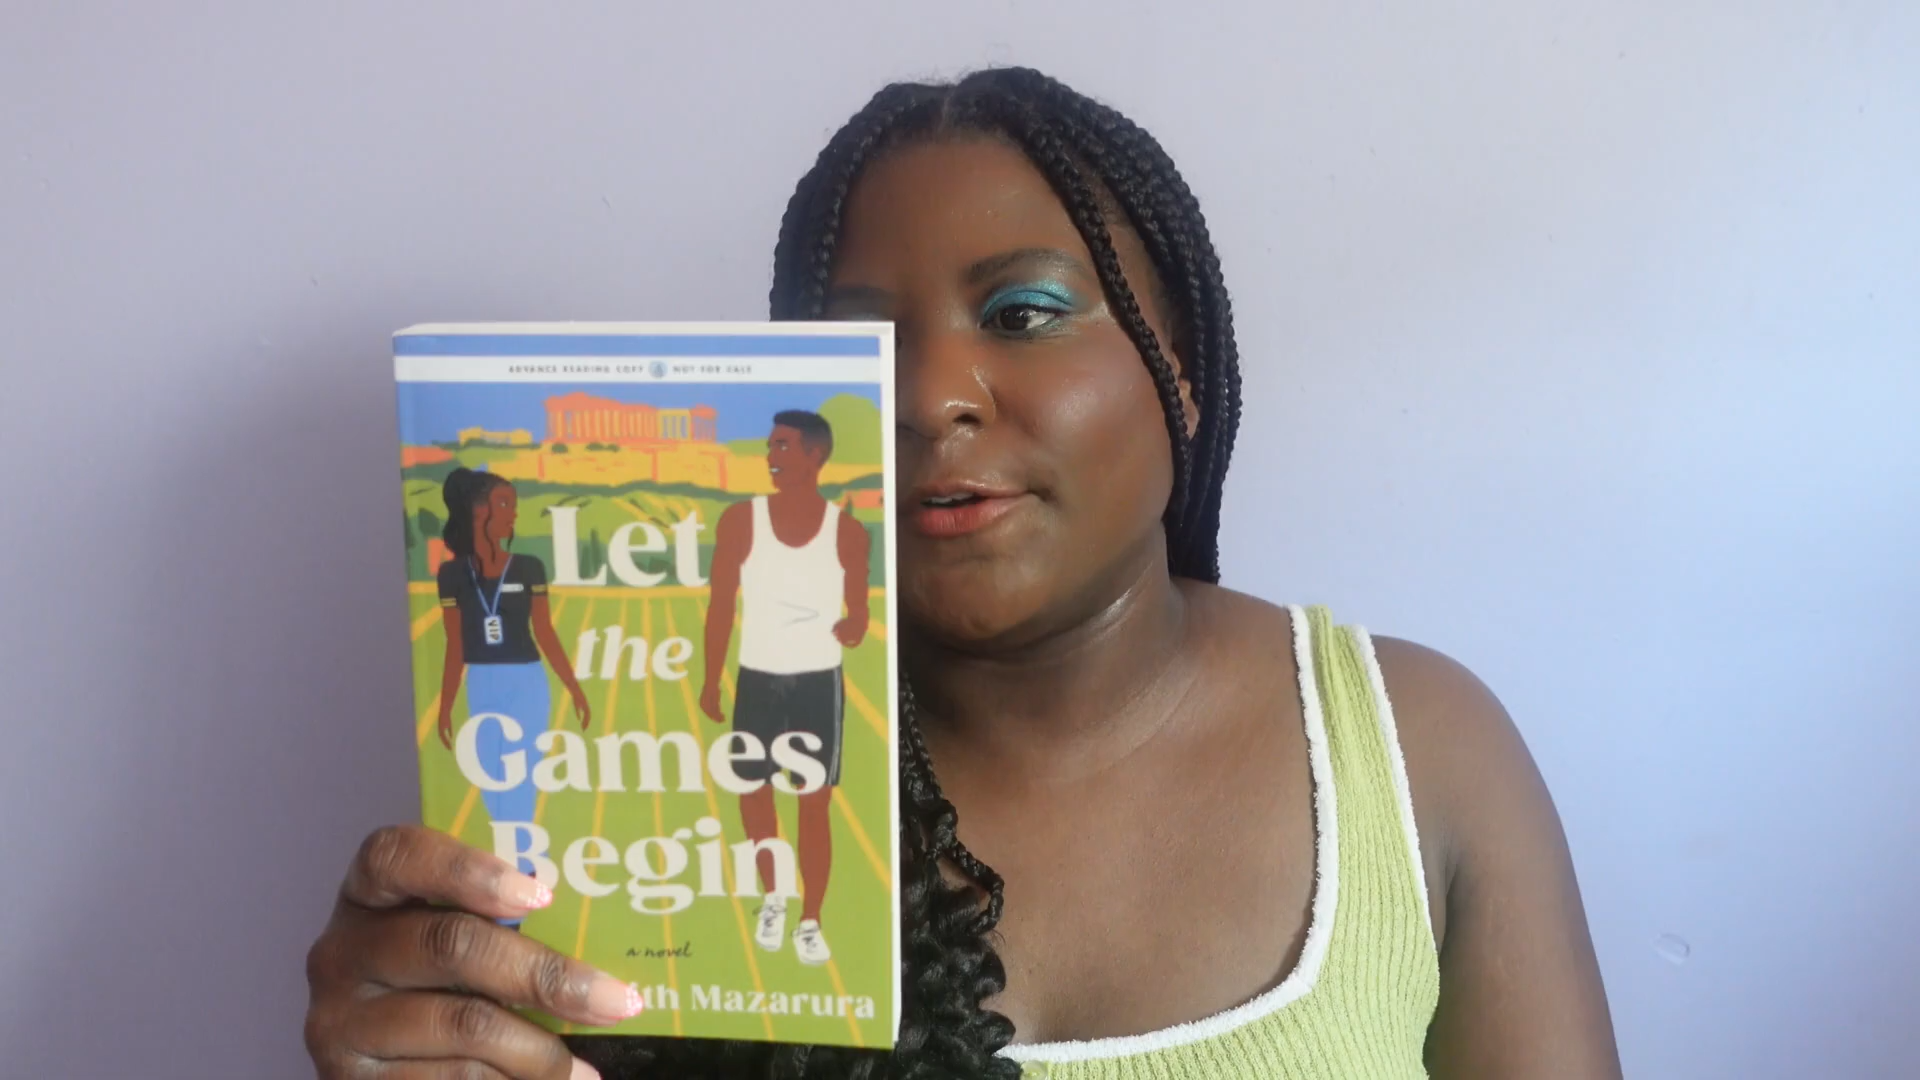 ADVANCE READING COPY NOT FOR SALE
VIP
Let
the
Games
Begin
a novel
Mazarura